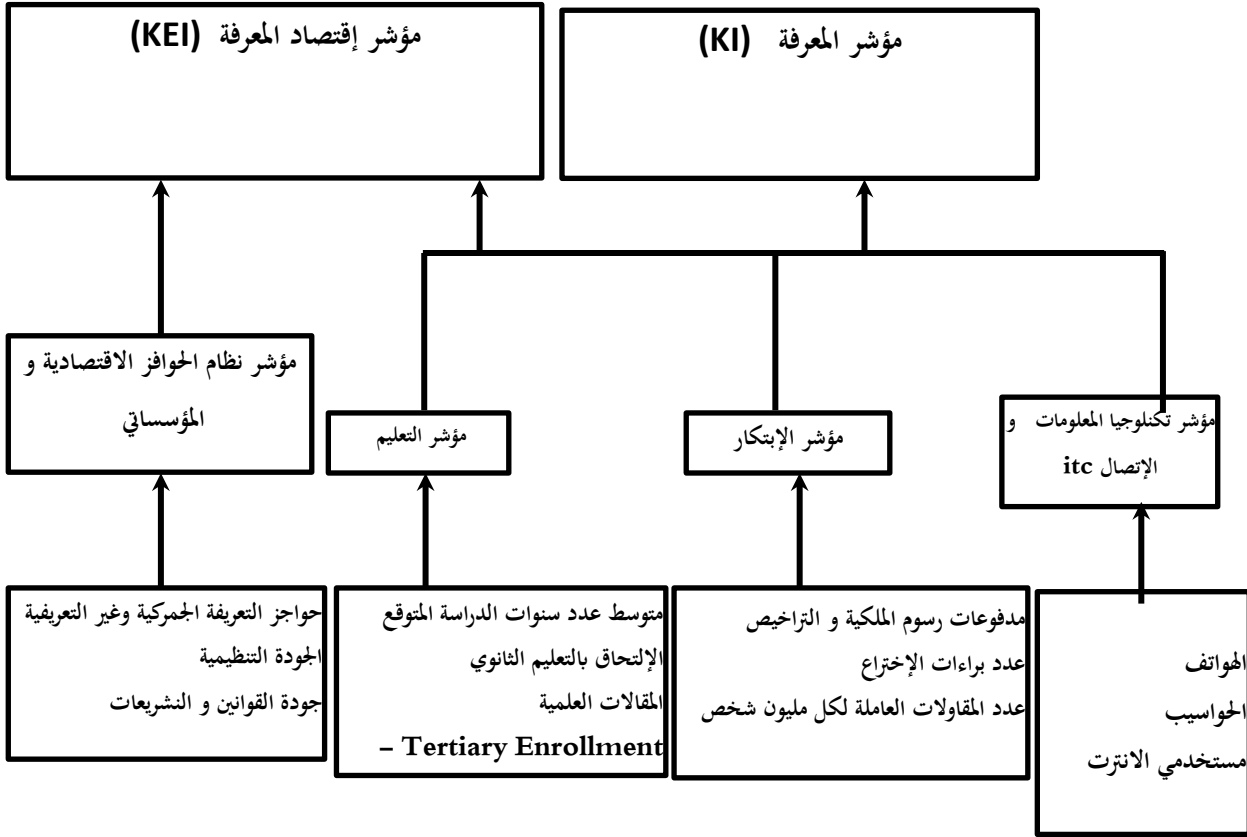 مؤشر المعرفة (KI)
مؤشر إقتصاد المعرفة (KEI)
مؤشر نظام الحوافز الاقتصادية و
المؤسساتي
مؤشر التعليم
مؤشر الإبتكار
مؤشر تكنلوجيا المعلومات و
الإتصال itc
حواجز التعريفة الجمركية وغير التعريفية
الجودة التنظيمية
جودة القوانين و النشريعات
متوسط عدد سنوات الدراسة المتوقع
الإلتحاق بالتعليم الثانوي
المقالات العلمية
– Tertiary Enrollment
مدفوعات رسوم الملكية و التراخيص
عدد براءات الإختراع
عدد المقاولات العاملة لكل مليون شخص
الهواتف
الحواسيب
مستخدمي الانترت